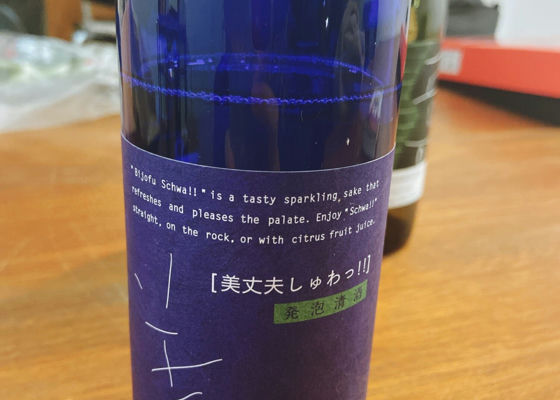 "Bijofu Schwa!!" is a tasty sparkling sake that
refreshes and pleases the palate. Enjoy "Schwa!!"
straight, on the rock, or with citrus fruit juice.
[美丈夫しゅわっ!!]
発泡清酒